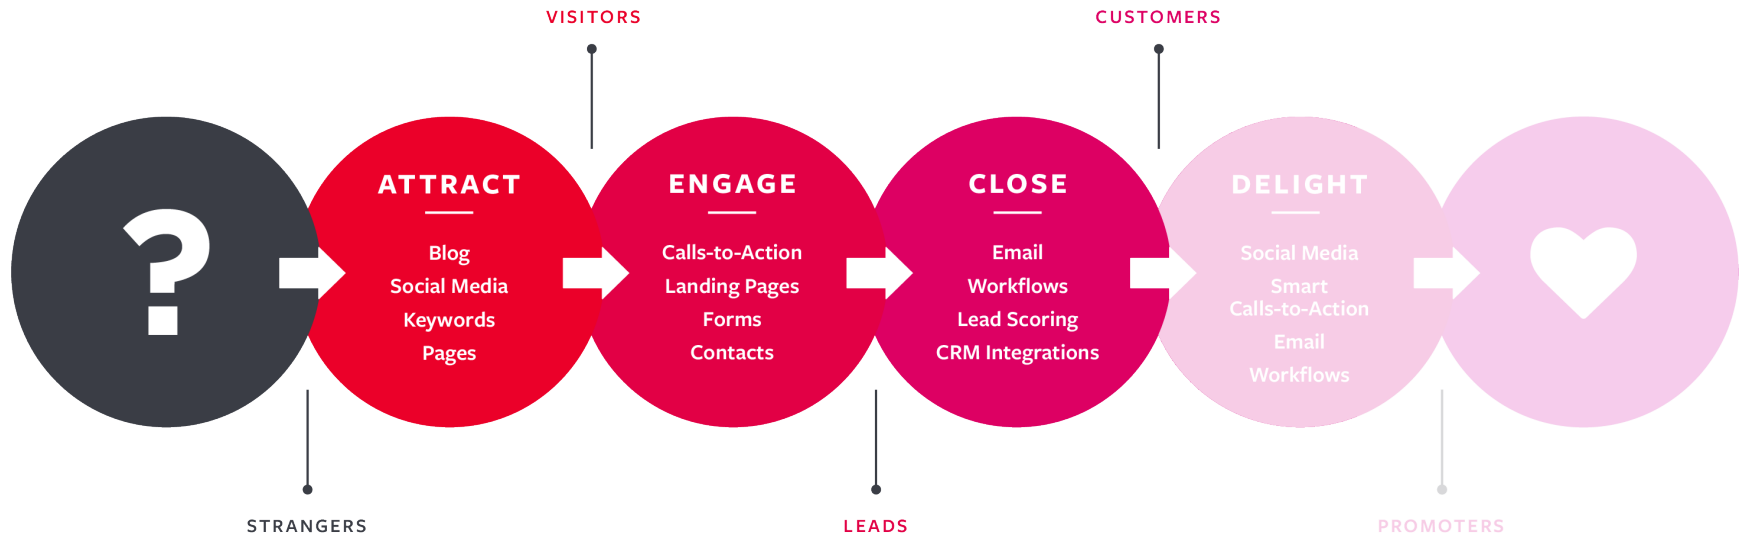 VISITORS
CUSTOMERS
?
ATTRACT
Blog
Social Media
Keywords
Pages
ENGAGE
Calls-to-Action
Landing Pages
Forms
Contacts
CLOSE
Email
Workflows
Lead Scoring
CRM Integrations
DELIGHT
Social Media
Smart
Calls-to-Action
Email
Workflows
STRANGERS
LEADS
PROMOTERS